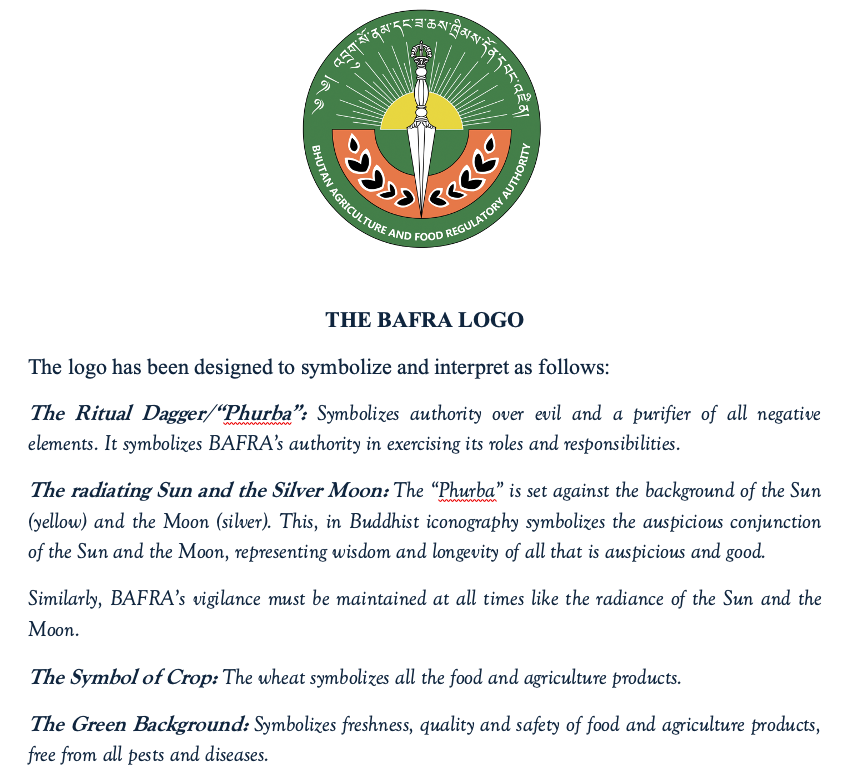 ༄༅། །འབྲུག་སོ་ནམ་དང་ཟ་ཆས་ཁྲིམས་དོན་དབང་འཛིན།
BHUTAN AGRICULTURE AND FOOD REGULATORY AUTHORITY
THE BAFRA LOGO
The logo has been designed to symbolize and interpret as follows:
The Ritual Dagger/“Phurba”: Symbolizes authority over evil and a purifier of all negative
elements. It symbolizes BAFRA’s authority in exercising its roles and responsibilities.
The radiating Sun and the Silver Moon: The “Phurba” is set against the background of the Sun
(yellow) and the Moon (silver). This, in Buddhist iconography symbolizes the auspicious conjunction
of the Sun and the Moon, representing wisdom and longevity of all that is auspicious and good.
Similarly, BAFRA’s vigilance must be maintained at all times like the radiance of the Sun and the
Moon.
The Symbol of Crop: The wheat symbolizes all the food and agriculture products.
The Green Background: Symbolizes freshness, quality and safety of food and agriculture products,
free from all pests and diseases.